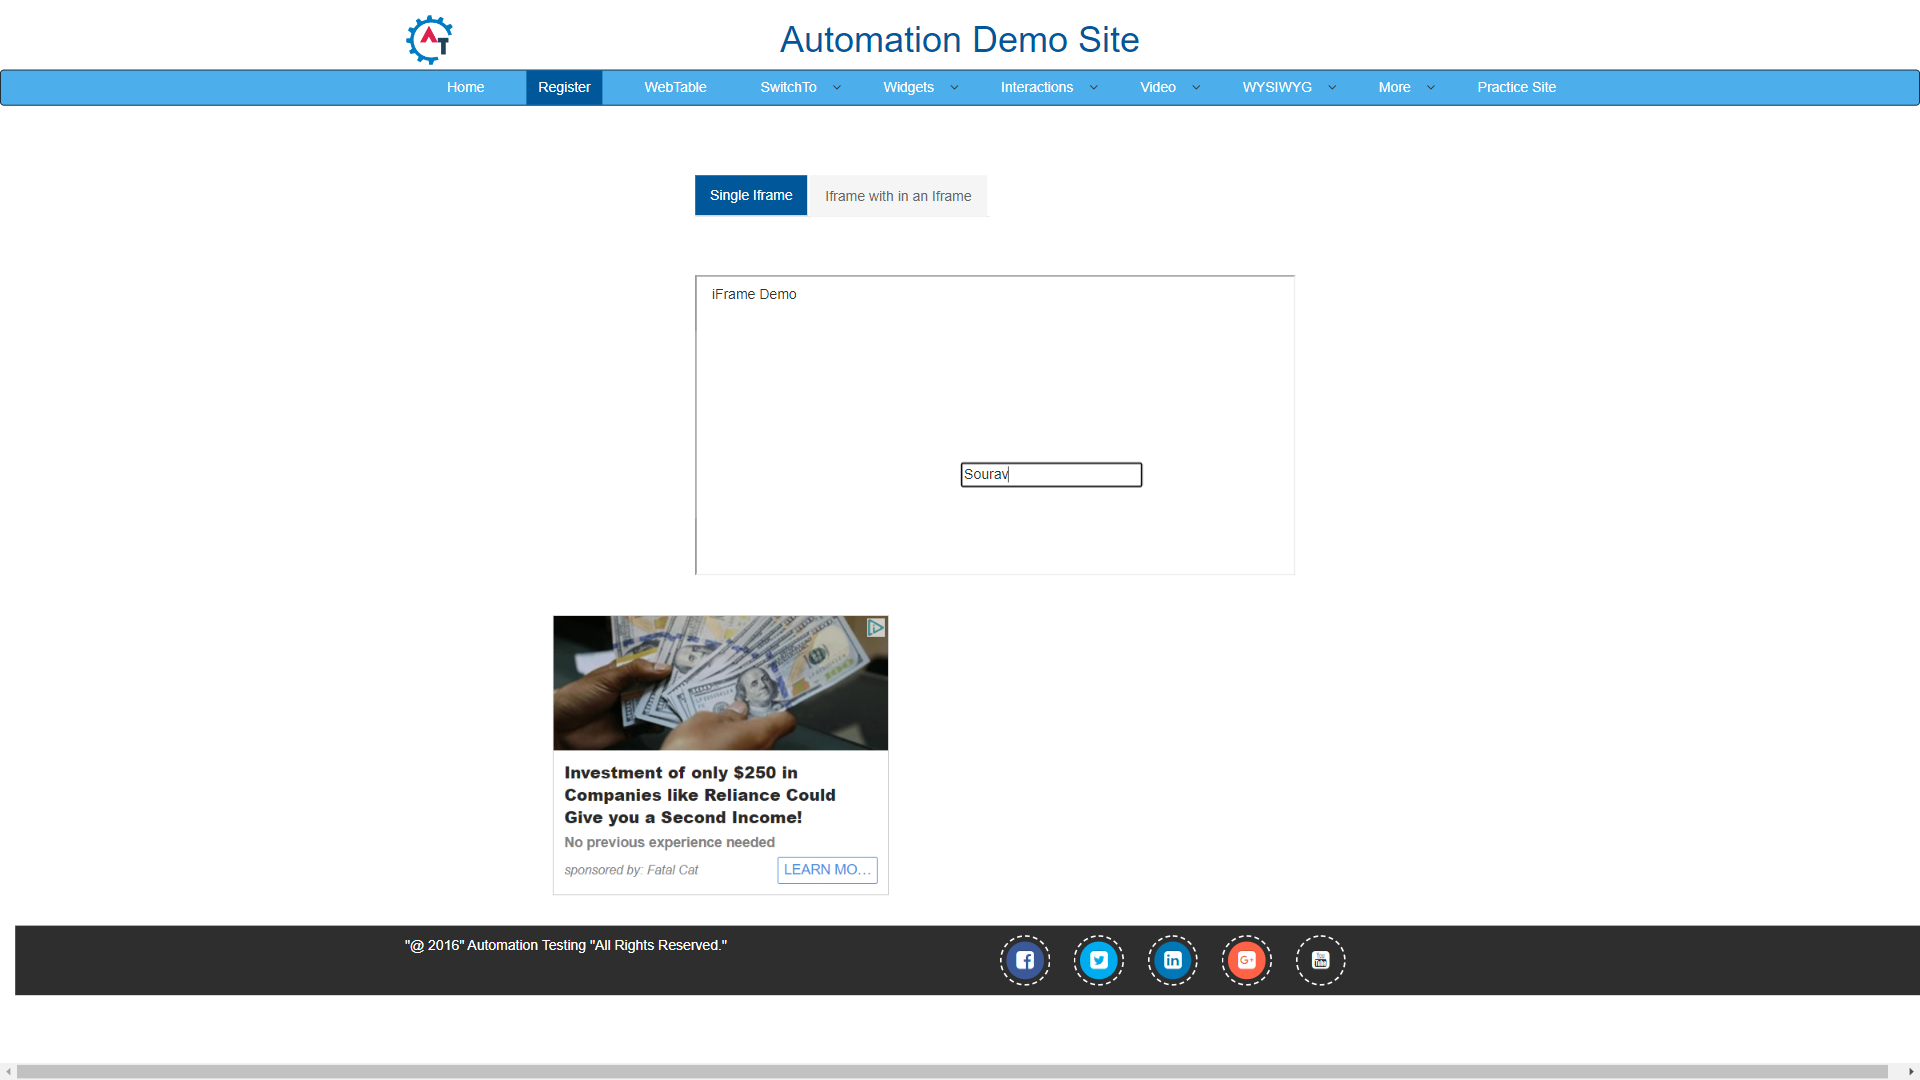 AT
Automation Demo Site
Home Register WebTable SwitchTo Widgets Interactions Video WYSIWYG More Practice Site
Single Iframe Iframe with in an Iframe
iFrame Demo
Sourav
Investment of only $250 in
Companies like Reliance Could
Give you a Second Income!
No previous experience needed
sponsored by: Fatal Cat LEARN MO...
"@ 2016" Automation Testing "All Rights Reserved."